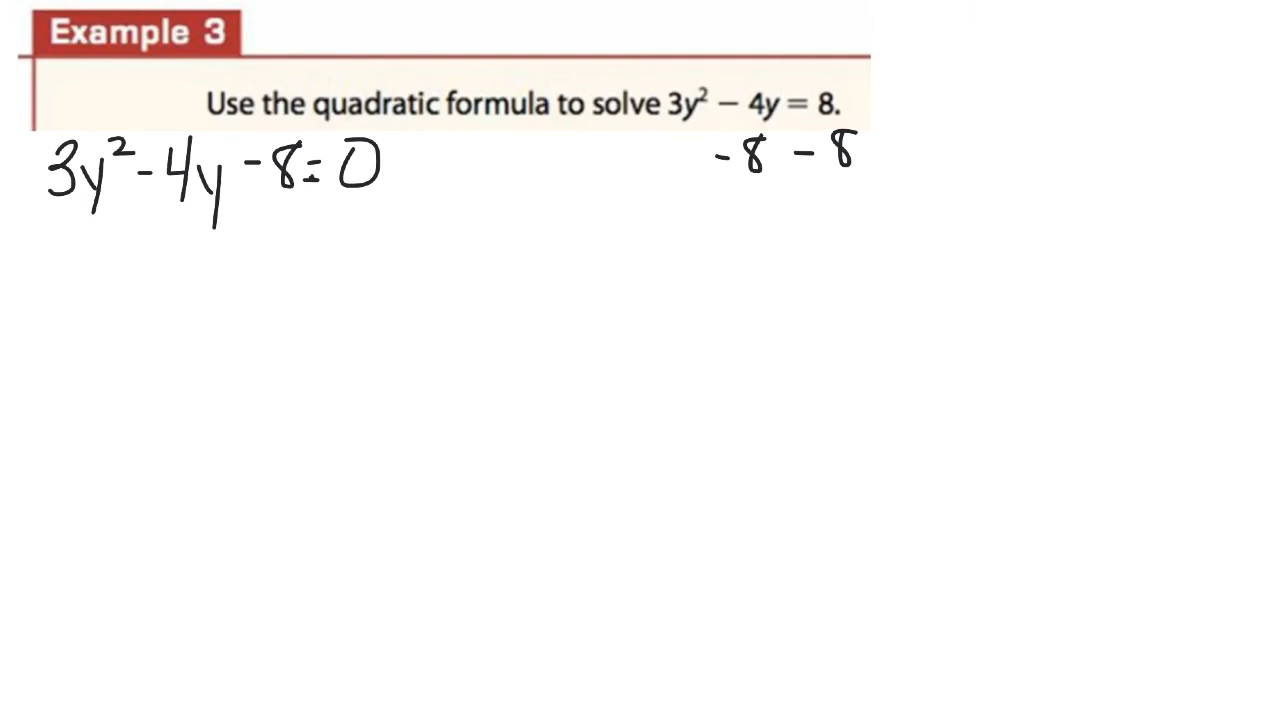 Example 3
Use the quadratic formula to solve 3y² − 4y = 8.
-8 -8
3y² - 4y - 8 = 0